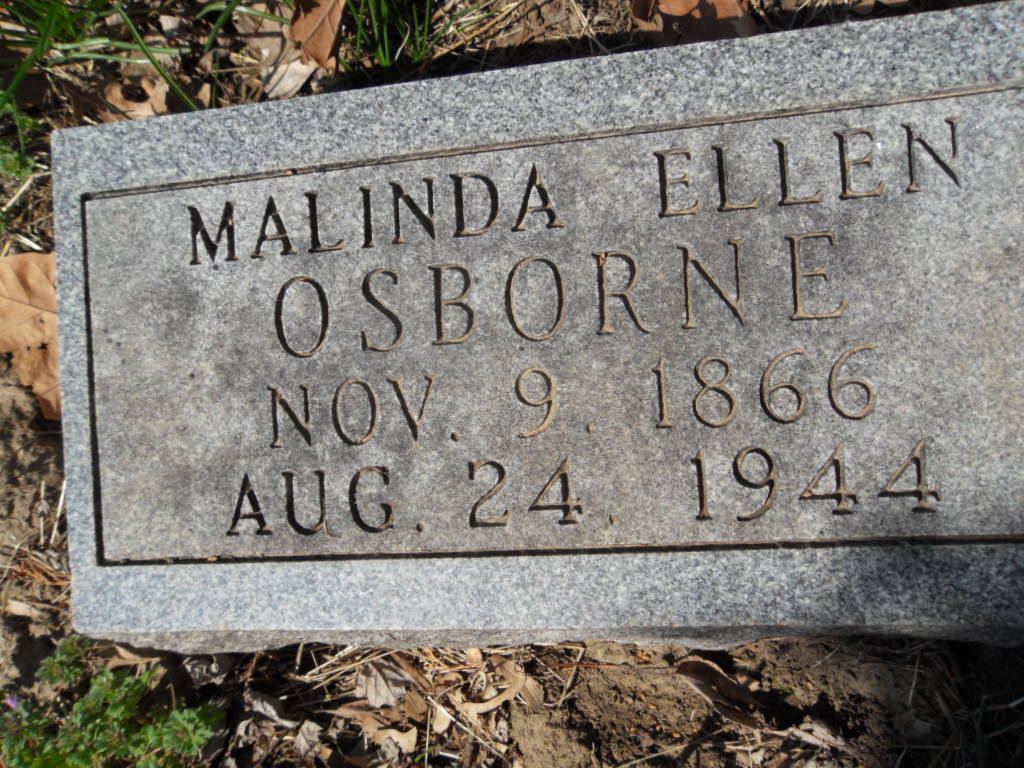 MALINDA ELLEN
OSBORNE
NOV. 9. 1866
AUG. 24. 1944